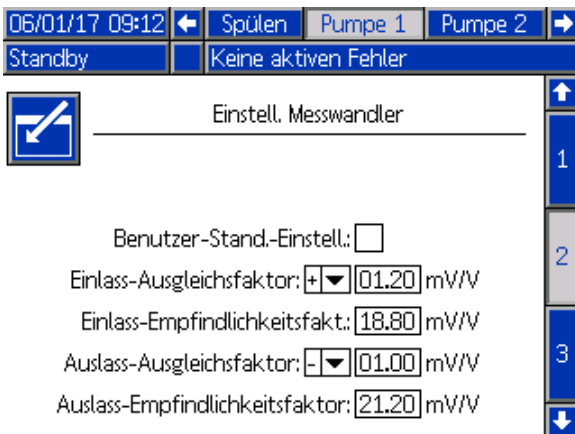 06/01/17 09:12 Spülen Pumpe 1 Pumpe 2
Standby Keine aktiven Fehler
Einstell. Messwandler
1
Benutzer-Stand.-Einstell.:
2
Einlass-Ausgleichsfaktor: + 01.20 mV/V
Einlass-Empfindlichkeitsfakt.: 18.80 mV/V
3
Auslass-Ausgleichsfaktor: - 01.00 mV/V
Auslass-Empfindlichkeitsfaktor: 21.20 mV/V